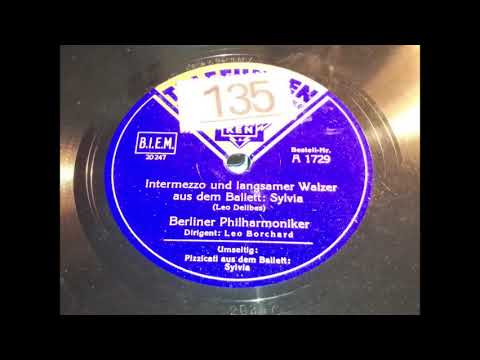 135
KEN
B.I.E.M.
20247
Bestell-Nr.
A 1729
Intermezzo und langsamer Walzer
aus dem Ballett: Sylvia
(Leo Delibes)
Berliner Philharmoniker
Dirigent: Leo Borchard
Umseitig:
Pizzicati aus dem Ballett:
Sylvia